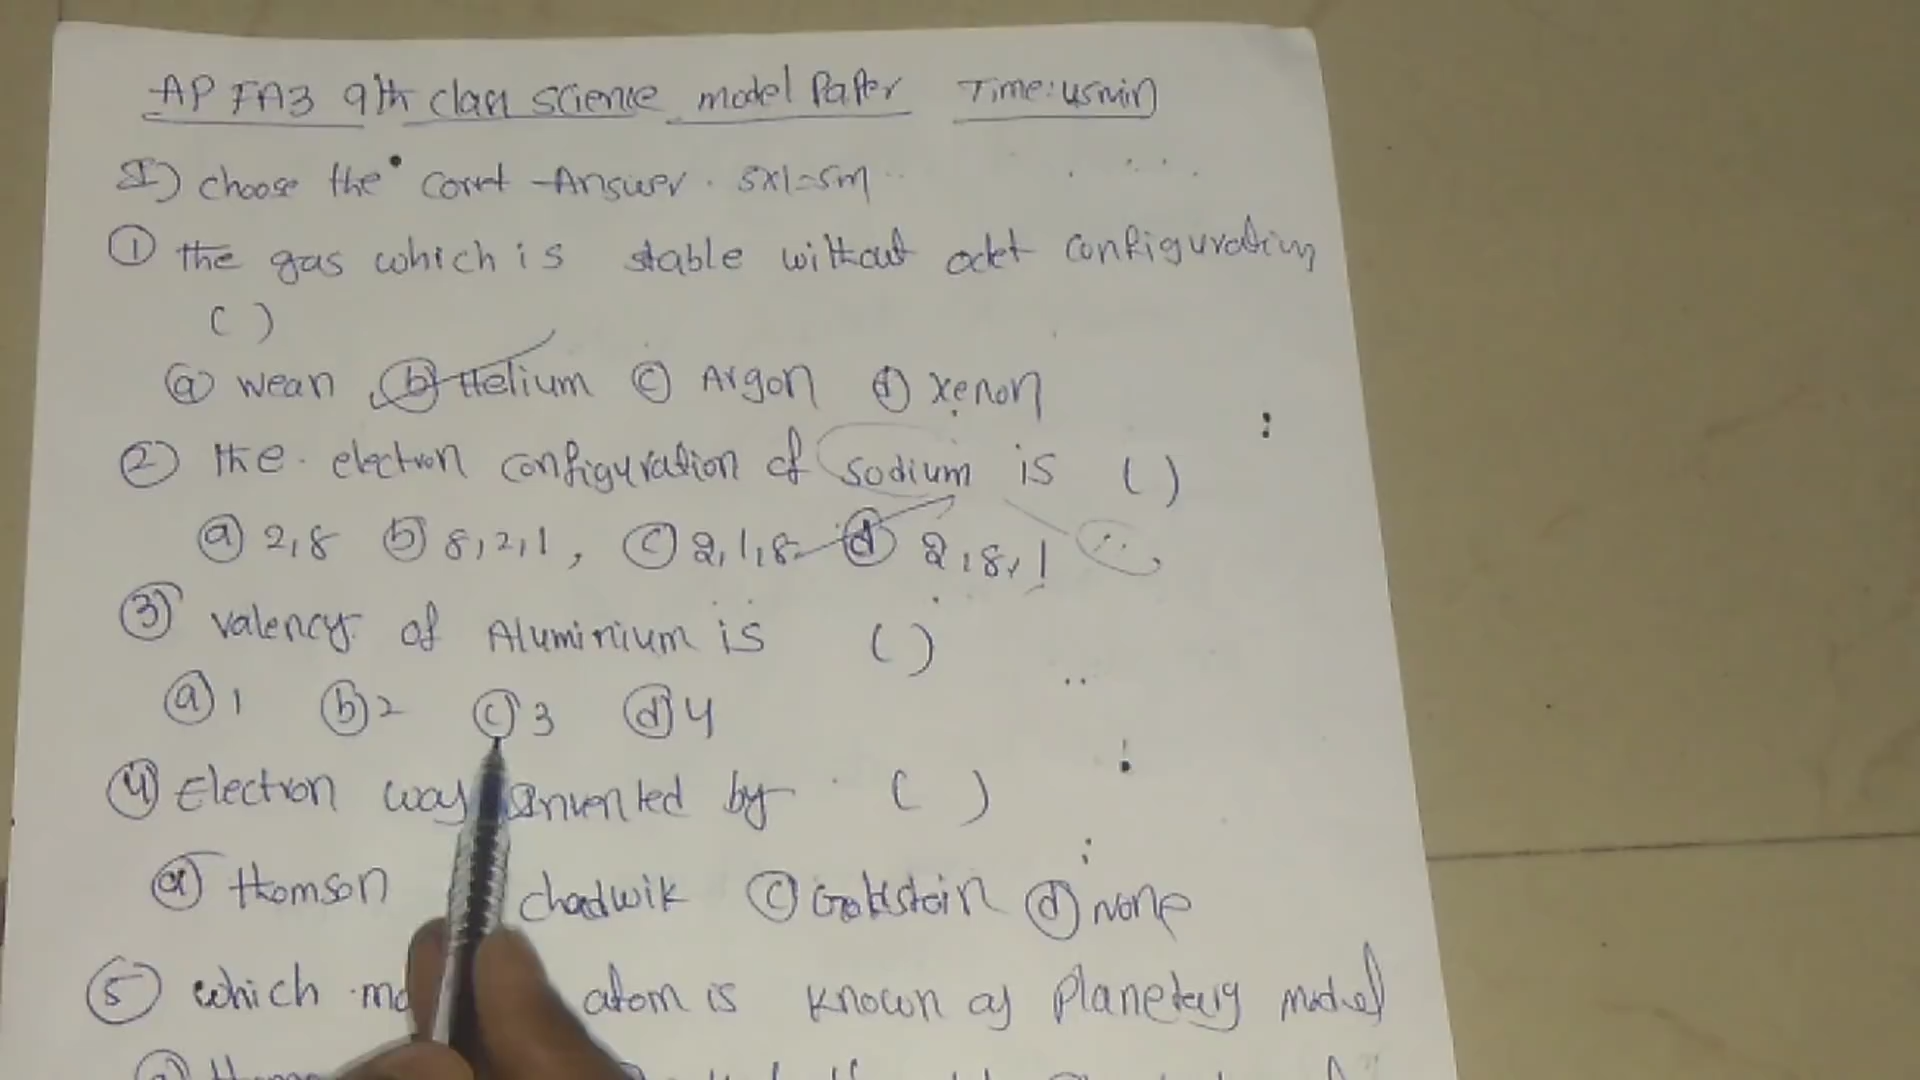 AP FA3 9th class science model Paper Time: 45min
I) choose the corret Answer. 5x1=5m
① the gas which is stable without octet configuration
( )
ⓐ wean ⓑ Helium ⓒ Argon ⓓ Xenon
② the electron configuration of sodium is ( )
ⓐ 2,8 ⓑ 8,2,1, ⓒ 2,1,8 ⓓ 2,8,1
③ valency of Aluminium is ( )
ⓐ 1 ⓑ 2 ⓒ 3 ⓓ 4
④ Electron was invented by ( )
ⓐ Thomson chadwik ⓒ Goldstein ⓓ none
⑤ which atom is known as Planetary model